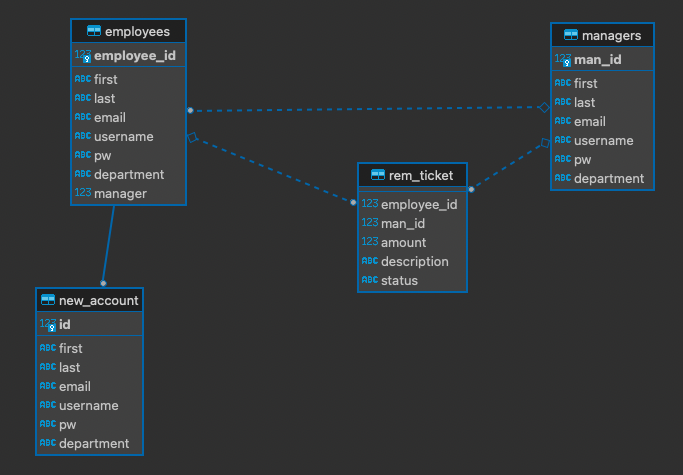 employees
123 employee_id
ABC first
ABC last
ABC email
ABC username
ABC pw
ABC department
123 manager
managers
123 man_id
ABC first
ABC last
ABC email
ABC username
ABC pw
ABC department
rem_ticket
123 employee_id
123 man_id
123 amount
ABC description
ABC status
new_account
123 id
ABC first
ABC last
ABC email
ABC username
ABC pw
ABC department